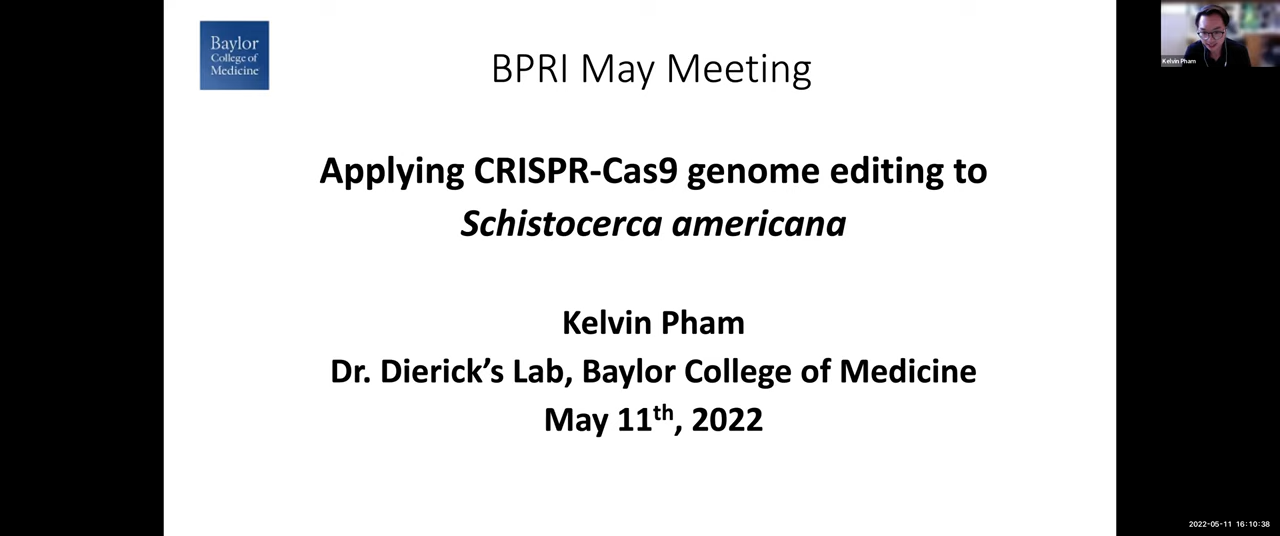 Baylor
College of
Medicine
BPRI May Meeting
Applying CRISPR-Cas9 genome editing to
Schistocerca americana
Kelvin Pham
Dr. Dierick's Lab, Baylor College of Medicine
May 11th, 2022
Kelvin Pham
2022-05-11 16:10:38